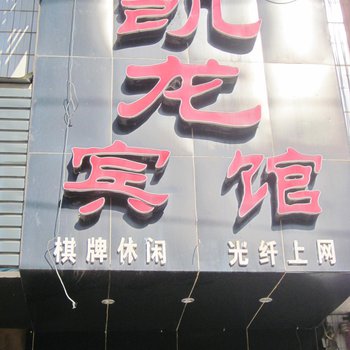 凯
龙
宾馆
棋牌休闲 光纤上网